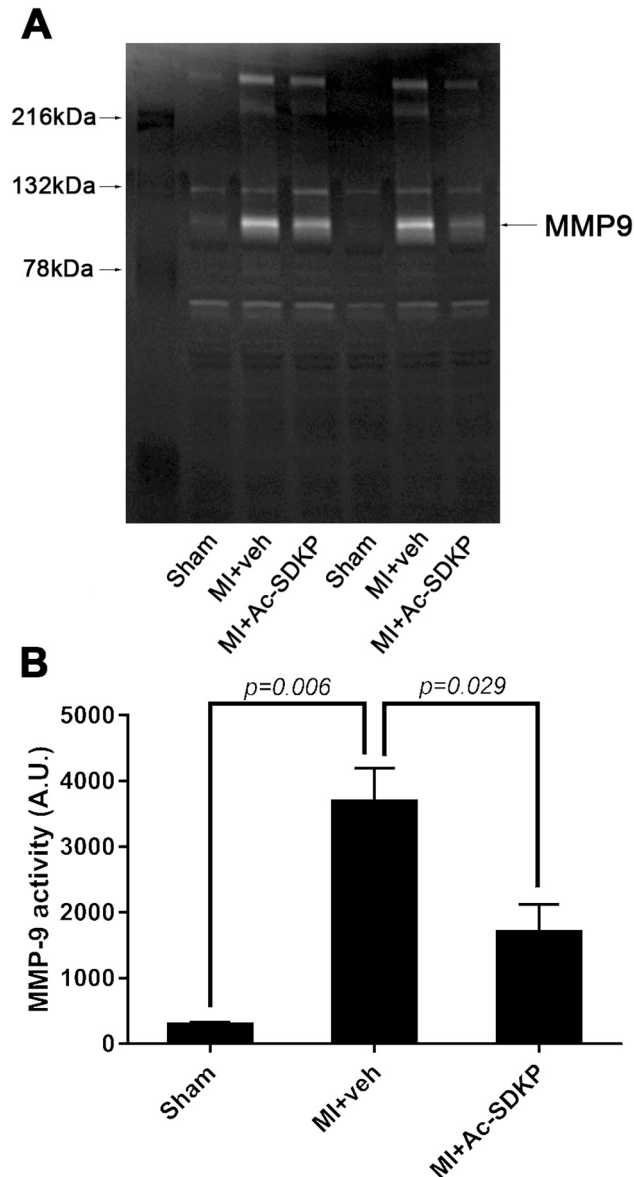 A
216kDa
132kDa
78kDa
MMP9
Sham
MI+veh
MI+Ac-SDKP
Sham
MI+veh
MI+Ac-SDKP
B
p=0.006
p=0.029
MMP-9 activity (A.U.)
5000
4000
3000
2000
1000
0
Sham
MI+veh
MI+Ac-SDKP